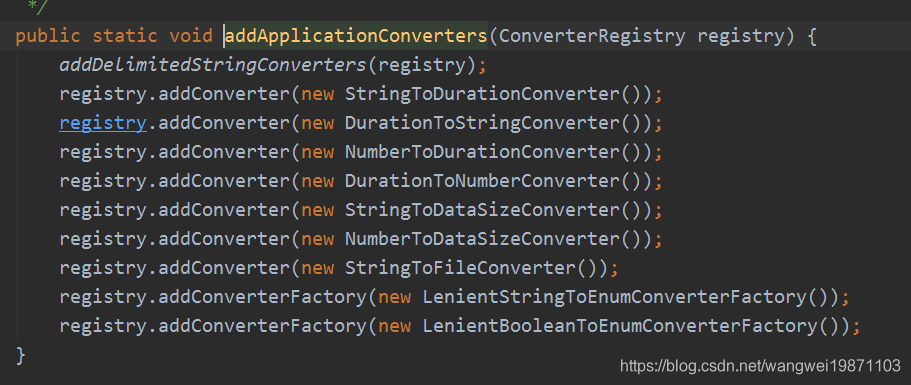 */
public static void addApplicationConverters(ConverterRegistry registry) {
addDelimitedStringConverters(registry);
registry.addConverter(new StringToDurationConverter());
registry.addConverter(new DurationToStringConverter());
registry.addConverter(new NumberToDurationConverter());
registry.addConverter(new DurationToNumberConverter());
registry.addConverter(new StringToDataSizeConverter());
registry.addConverter(new NumberToDataSizeConverter());
registry.addConverter(new StringToFileConverter());
registry.addConverterFactory(new LenientStringToEnumConverterFactory());
registry.addConverterFactory(new LenientBooleanToEnumConverterFactory());
}
https://blog.csdn.net/wangwei19871103